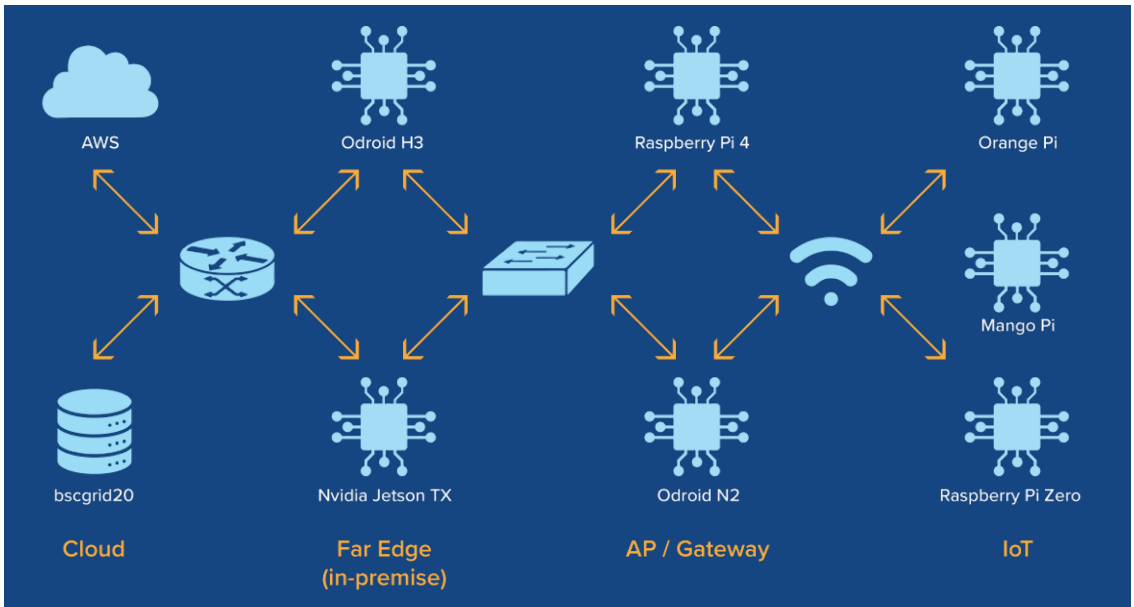 AWS
Odroid H3
Raspberry Pi 4
Orange Pi
Mango Pi
bscgrid20
Nvidia Jetson TX
Odroid N2
Raspberry Pi Zero
Cloud
Far Edge
(in-premise)
AP / Gateway
IoT